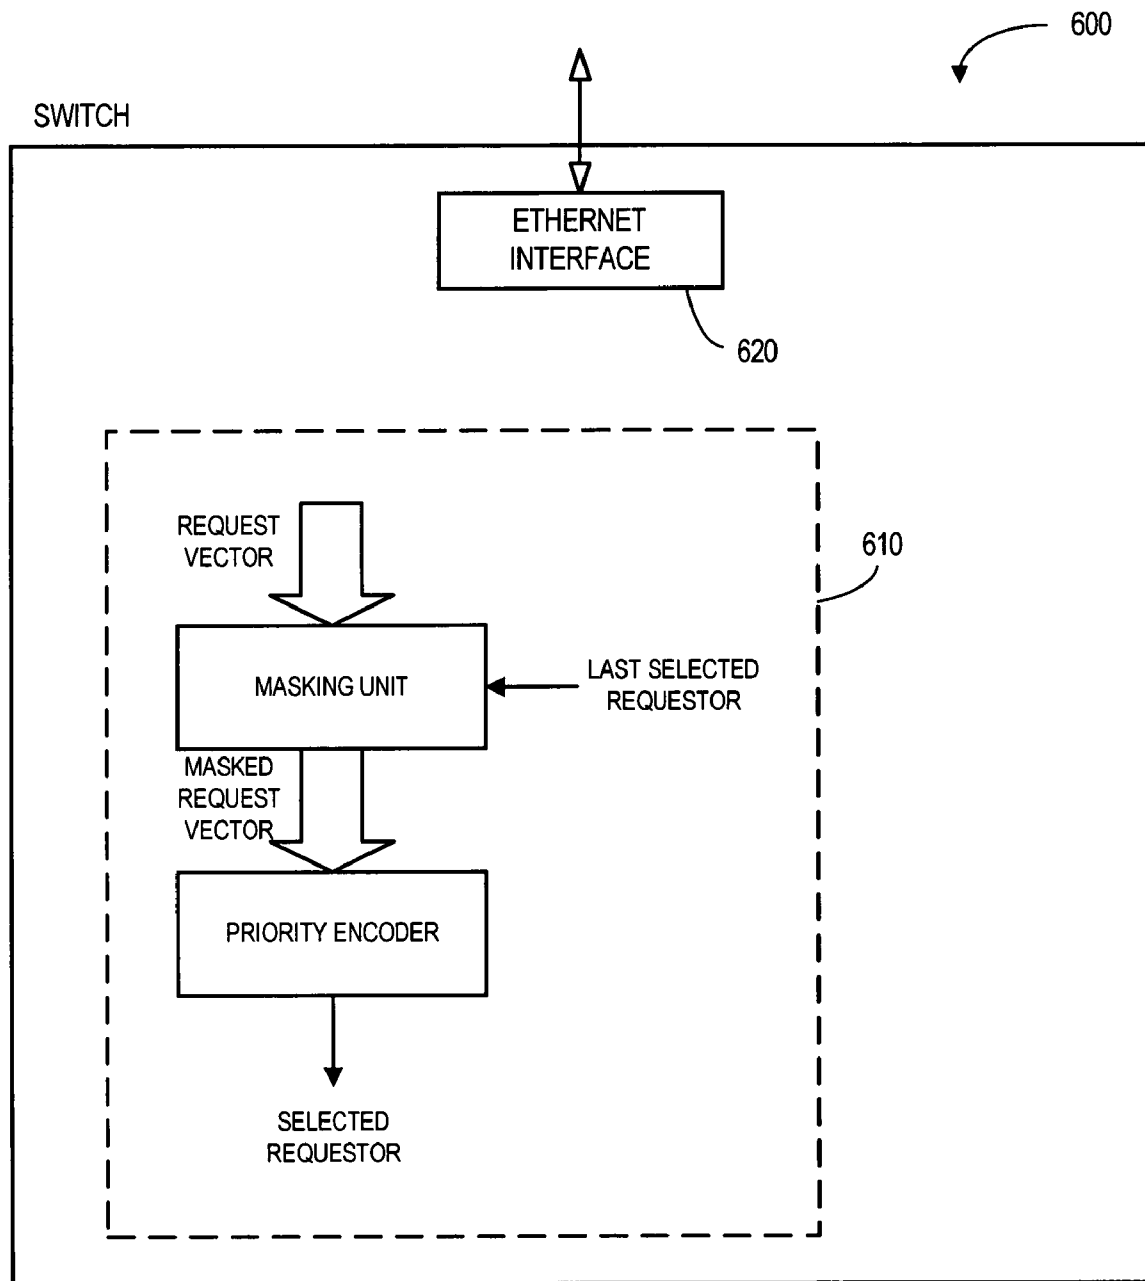 600
SWITCH
ETHERNET
INTERFACE
620
REQUEST
VECTOR
610
MASKING UNIT
LAST SELECTED
REQUESTOR
MASKED
REQUEST
VECTOR
PRIORITY ENCODER
SELECTED
REQUESTOR